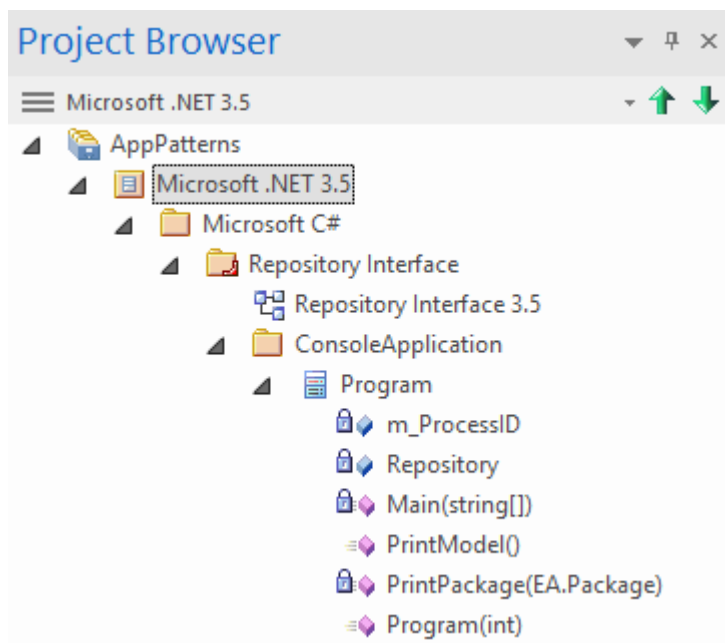 Project Browser
Microsoft .NET 3.5
AppPatterns
Microsoft .NET 3.5
Microsoft C#
Repository Interface
Repository Interface 3.5
ConsoleApplication
Program
m_ProcessID
Repository
Main(string[])
PrintModel()
PrintPackage(EA.Package)
Program(int)